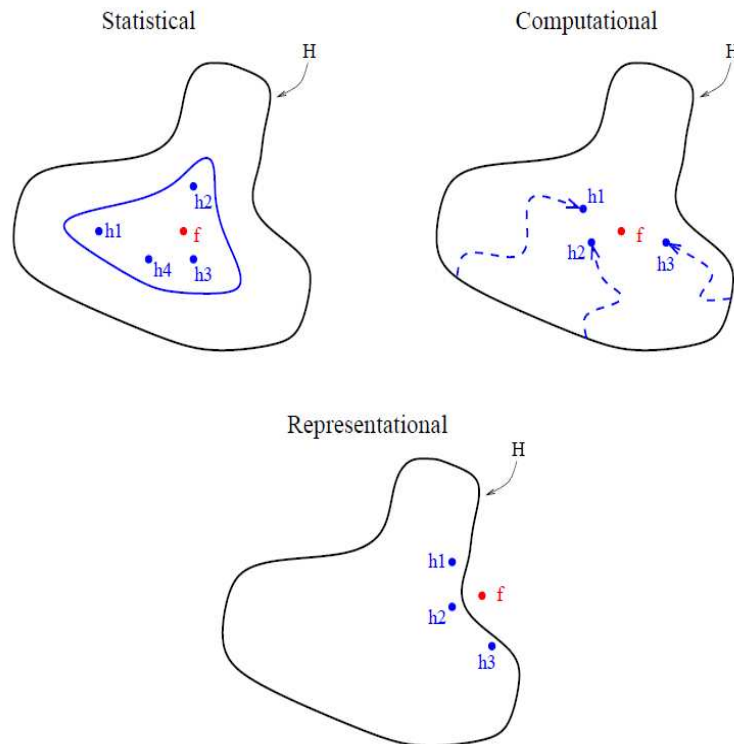 Statistical
H
h2
h1
f
h4
h3
Computational
H
h1
f
h2
h3
Representational
H
h1
f
h2
h3